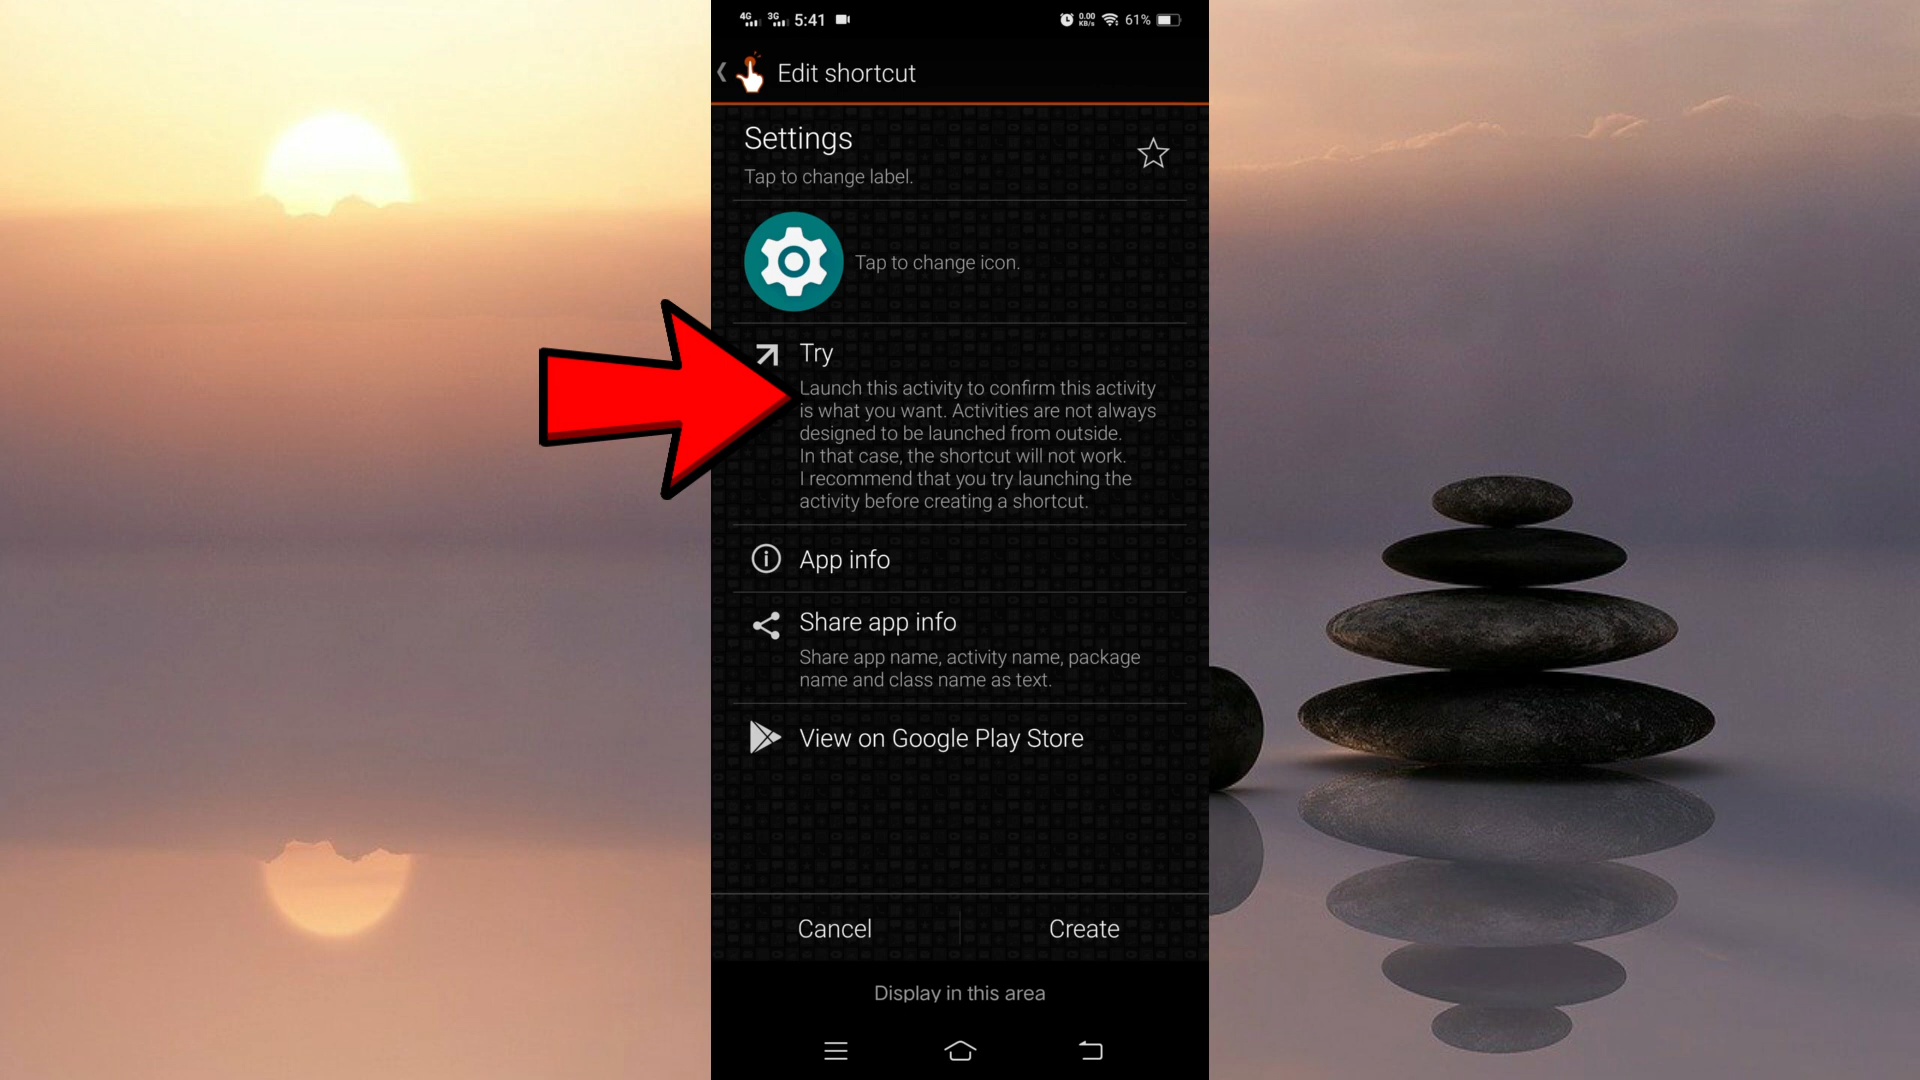 4G 3G 5:41 0.00 KB/s 61%
Edit shortcut
Settings
Tap to change label.
Tap to change icon.
Try
Launch this activity to confirm this activity
is what you want. Activities are not always
designed to be launched from outside.
In that case, the shortcut will not work.
I recommend that you try launching the
activity before creating a shortcut.
App info
Share app info
Share app name, activity name, package
name and class name as text.
View on Google Play Store
Cancel Create
Display in this area